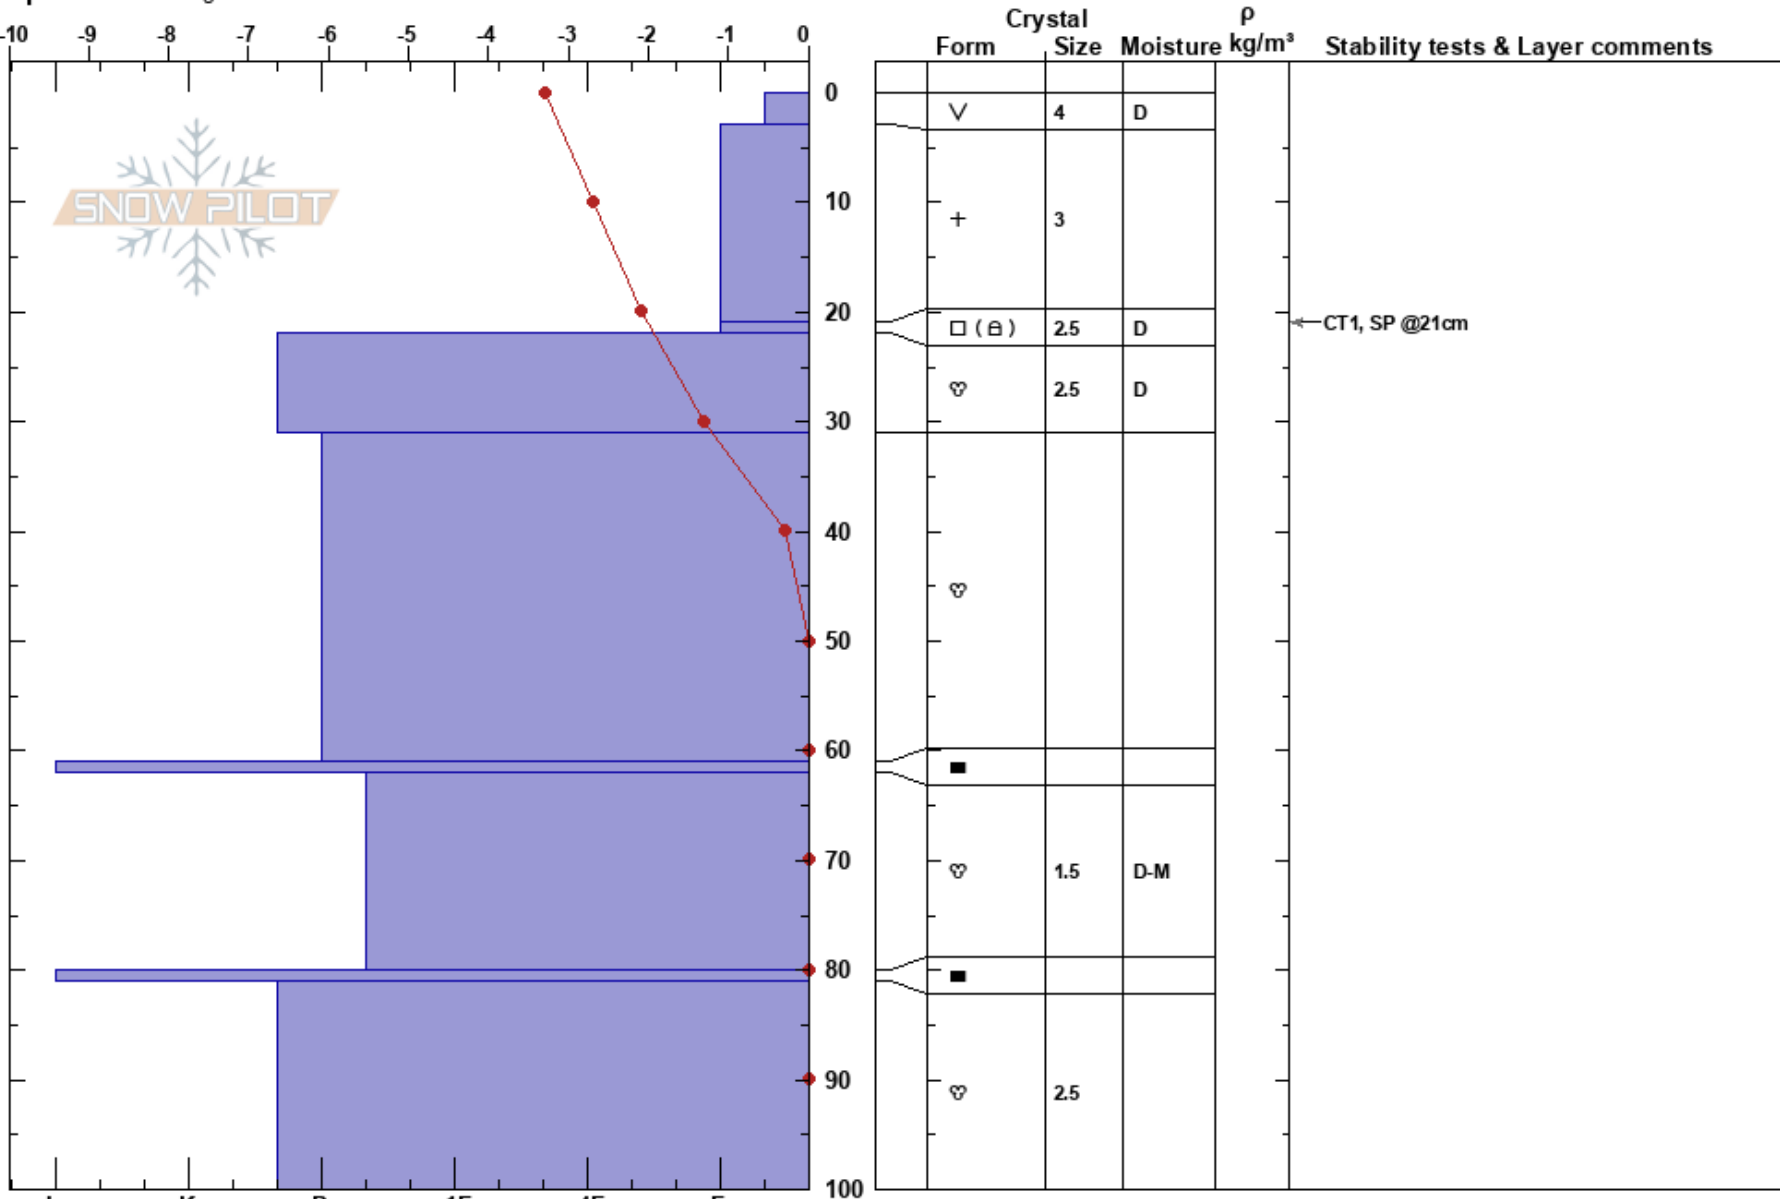 Crystal ρ
-10 -9 -8 -7 -6 -5 -4 -3 -2 -1 0 Form Size Moisture kg/m³ Stability tests & Layer comments
0
V 4 D
SNOW PILOT
10
+ 3
20
CT1, SP @21cm
□ (⊟) 2.5 D
2.5 D
30
40
50
60
70
1.5 D-M
80
90
2.5
100